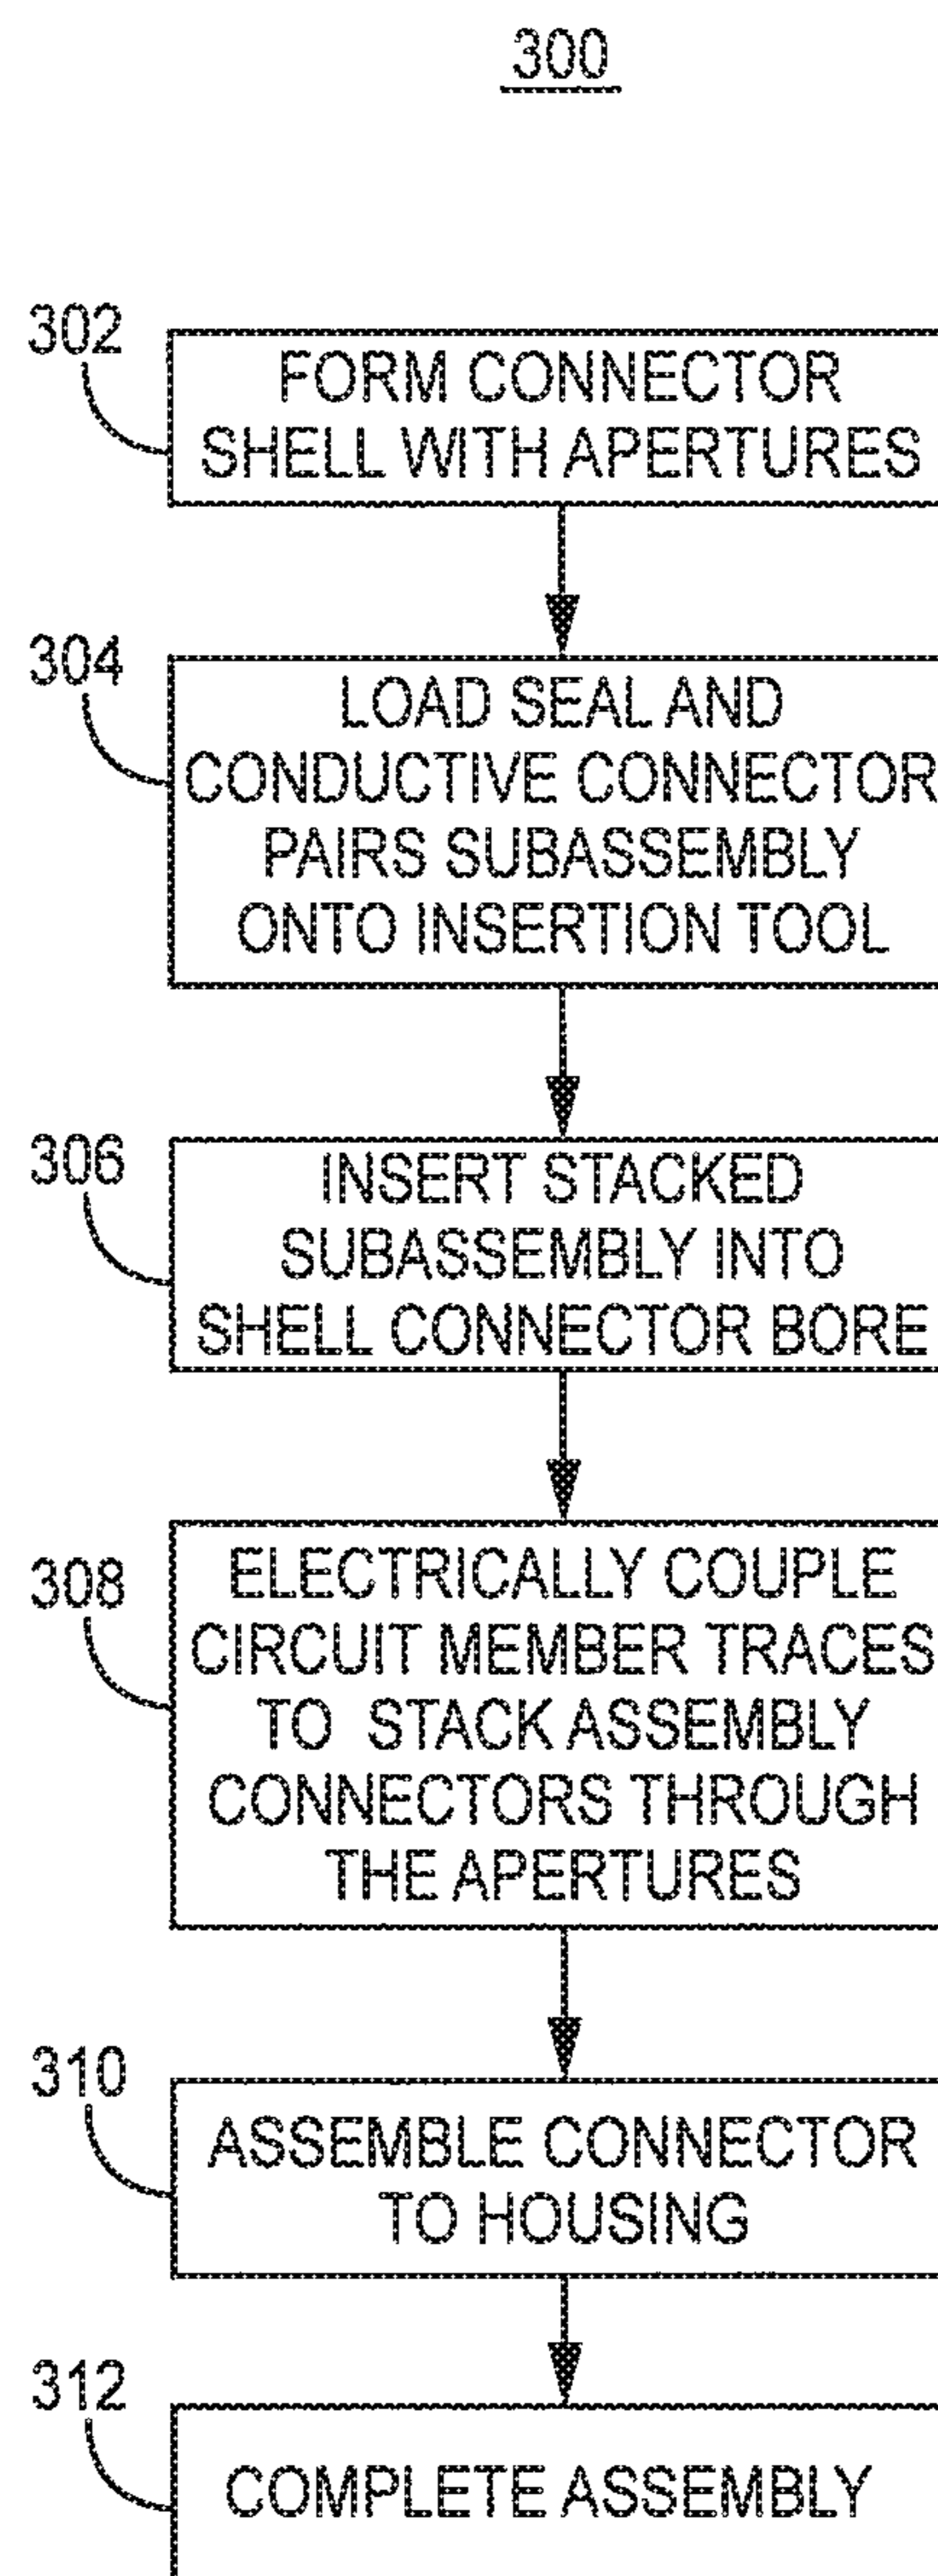 300
302
FORM CONNECTOR
SHELL WITH APERTURES
304
LOAD SEAL AND
CONDUCTIVE CONNECTOR
PAIRS SUBASSEMBLY
ONTO INSERTION TOOL
306
INSERT STACKED
SUBASSEMBLY INTO
SHELL CONNECTOR BORE
308
ELECTRICALLY COUPLE
CIRCUIT MEMBER TRACES
TO STACK ASSEMBLY
CONNECTORS THROUGH
THE APERTURES
310
ASSEMBLE CONNECTOR
TO HOUSING
312
COMPLETE ASSEMBLY